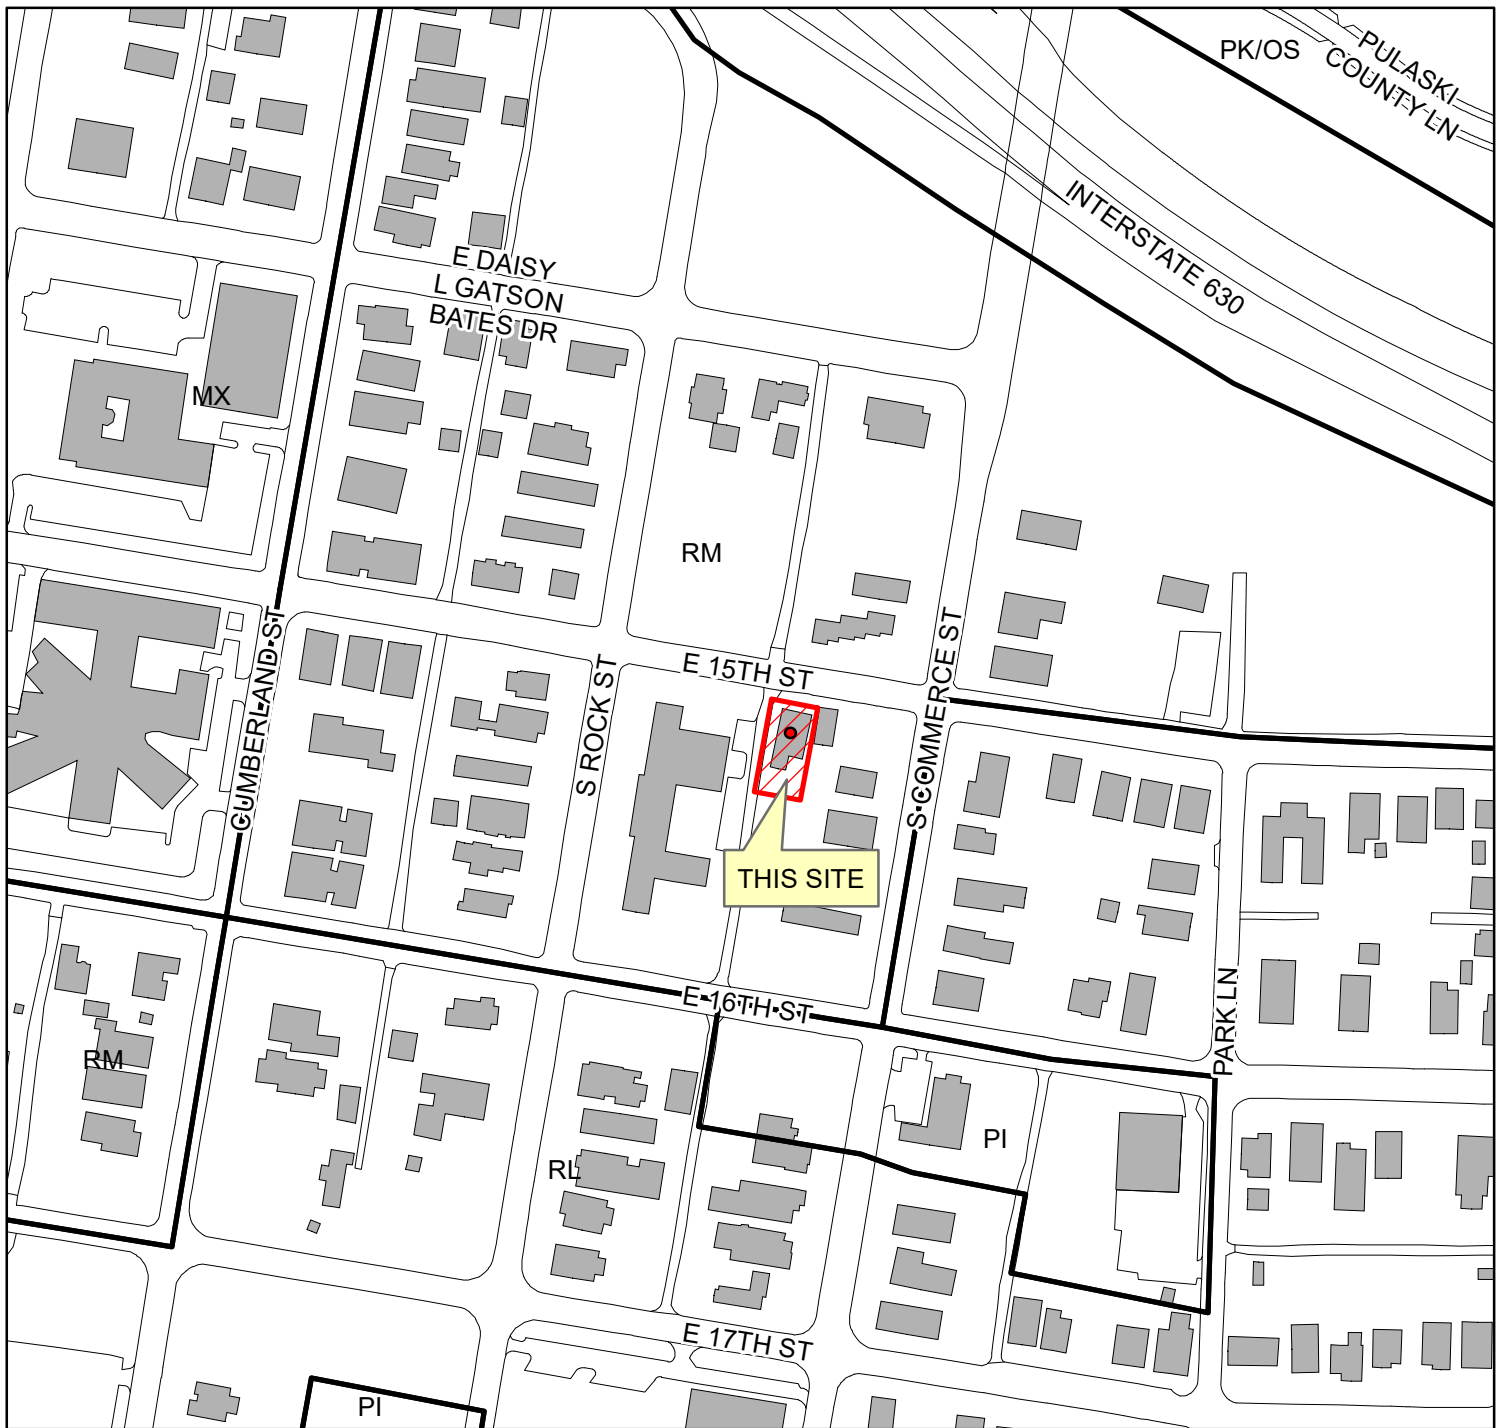 PK/OS
PULASKI
COUNTY LN
INTERSTATE 630
E DAISY
L GATSON
BATES DR
MX
RM
E 15TH ST
S COMMERCE ST
CUMBERLAND ST
S ROCK ST
THIS SITE
E 16TH ST
PARK LN
RM
PI
RL
E 17TH ST
PI